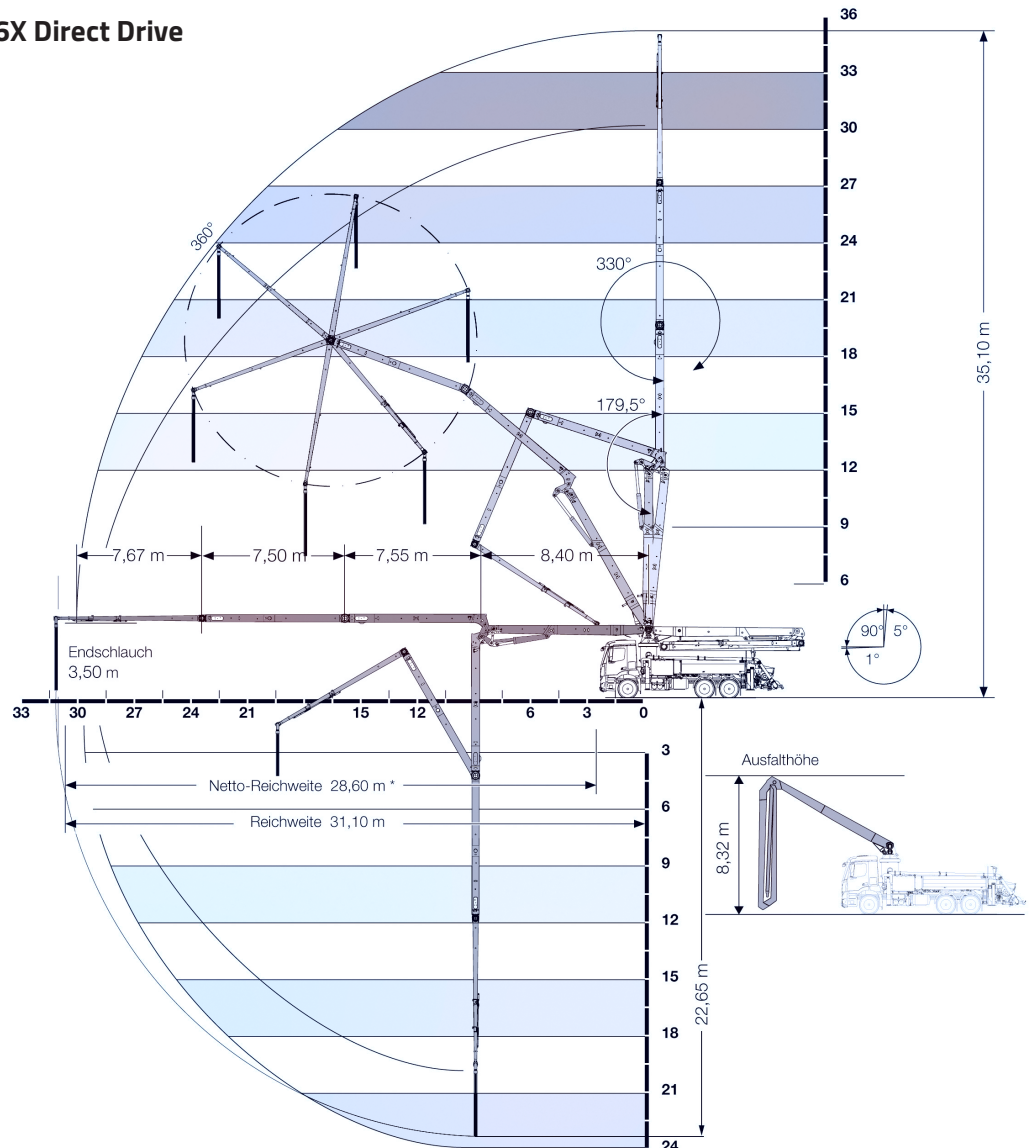 6X Direct Drive
36
33
30
27
24
21
18
15
12
9
6
35,10 m
360°
330°
179,5°
7,67 m
7,50 m
7,55 m
8,40 m
Endschlauch
3,50 m
90° 5°
1°
33 30 27 24 21 15 12 6 3 0
3
6
9
12
15
18
21
24
Netto-Reichweite 28,60 m *
Reichweite 31,10 m
22,65 m
Ausfalthöhe
8,32 m